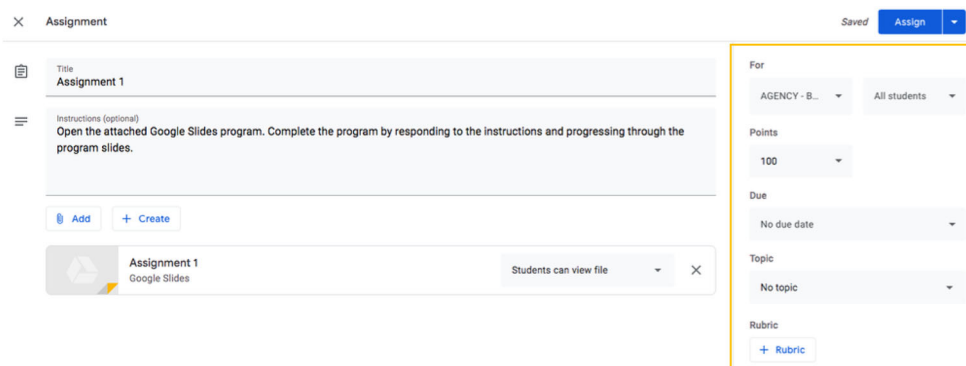 Assignment
Saved
Assign
Title
Assignment 1
Instructions (optional)
Open the attached Google Slides program. Complete the program by responding to the instructions and progressing through the
program slides.
Add
+ Create
Assignment 1
Google Slides
Students can view file
For
AGENCY - B...
All students
Points
100
Due
No due date
Topic
No topic
Rubric
+ Rubric